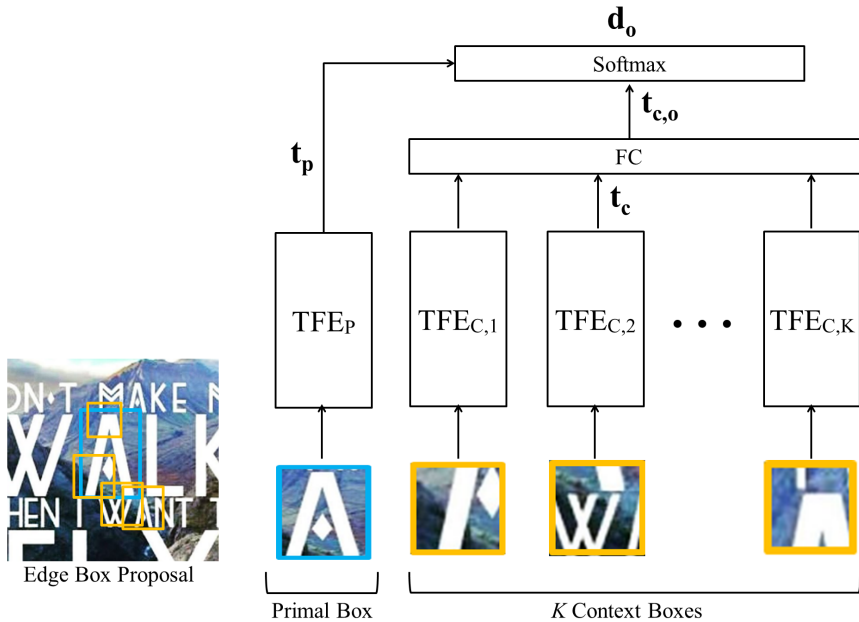 d_o
Softmax
t_c,o
t_p
FC
t_c
TFE_P
TFE_C,1
TFE_C,2
• • •
TFE_C,K
ON·T MAKE
WALK
HEN I WANT T
A
W
Edge Box Proposal
Primal Box
K Context Boxes